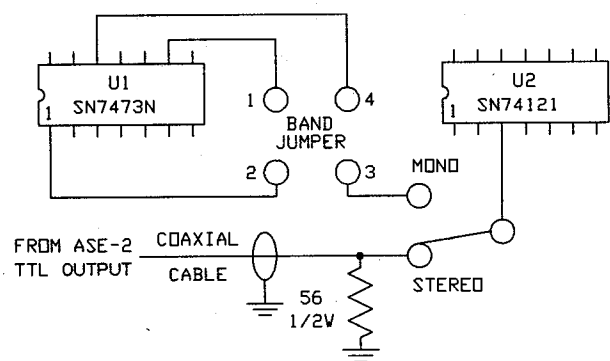 U1
SN7473N
1
U2
SN74121
1
1
4
BAND
JUMPER
2
3
MONO
FROM ASE-2
TTL OUTPUT
COAXIAL
CABLE
56
1/2W
STEREO